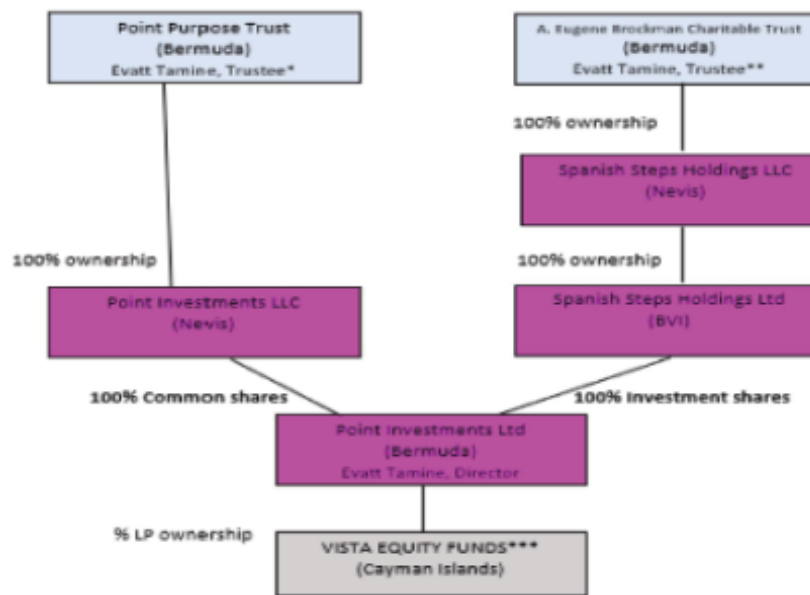 Point Purpose Trust
(Bermuda)
Evatt Tamine, Trustee*
A. Eugene Brockman Charitable Trust
(Bermuda)
Evatt Tamine, Trustee**
100% ownership
Spanish Steps Holdings LLC
(Nevis)
100% ownership
100% ownership
Point Investments LLC
(Nevis)
Spanish Steps Holdings Ltd
(BVI)
100% Common shares
100% Investment shares
Point Investments Ltd
(Bermuda)
Evatt Tamine, Director
% LP ownership
VISTA EQUITY FUNDS***
(Cayman Islands)